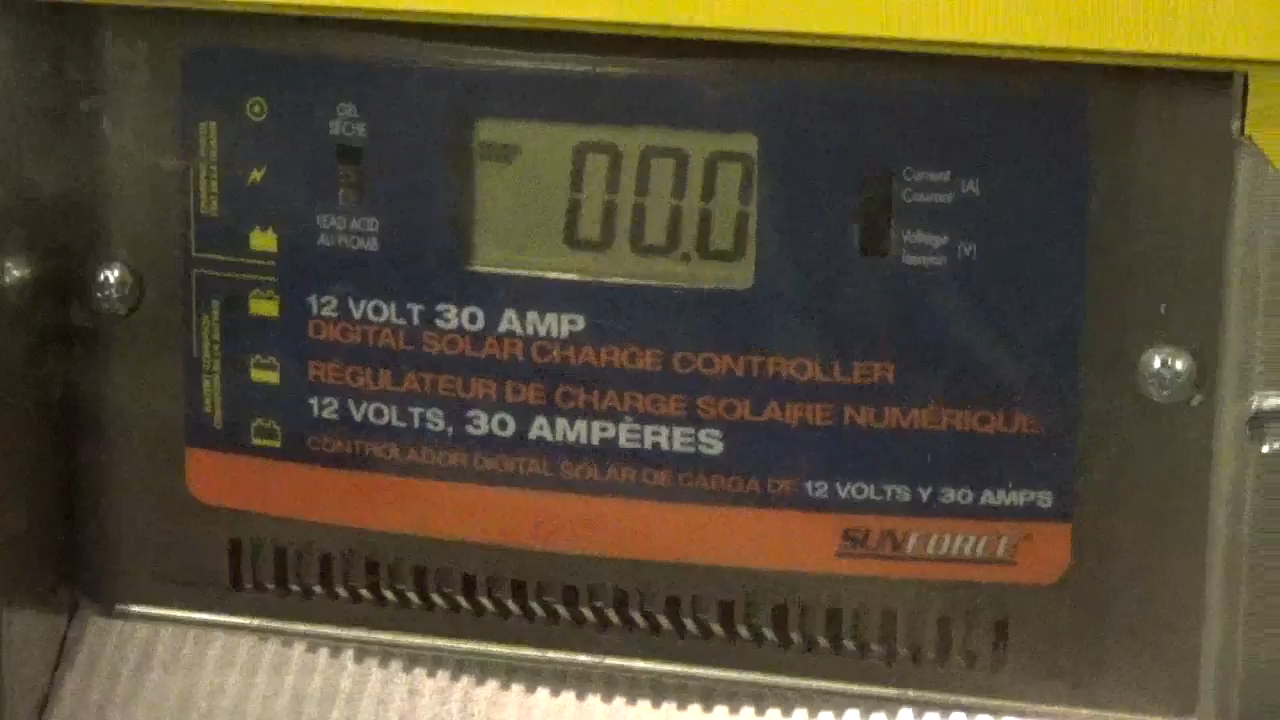 GEL
SÈCHE
LEAD ACID
AU PLOMB
00.0
Current
Courant
(A)
Voltage
(V)
12 VOLT 30 AMP
DIGITAL SOLAR CHARGE CONTROLLER
RÉGULATEUR DE CHARGE SOLAIRE NUMÉRIQUE
12 VOLTS, 30 AMPÈRES
CONTROLADOR DIGITAL SOLAR DE CARGA DE 12 VOLTS Y 30 AMPS
SUNFORCE